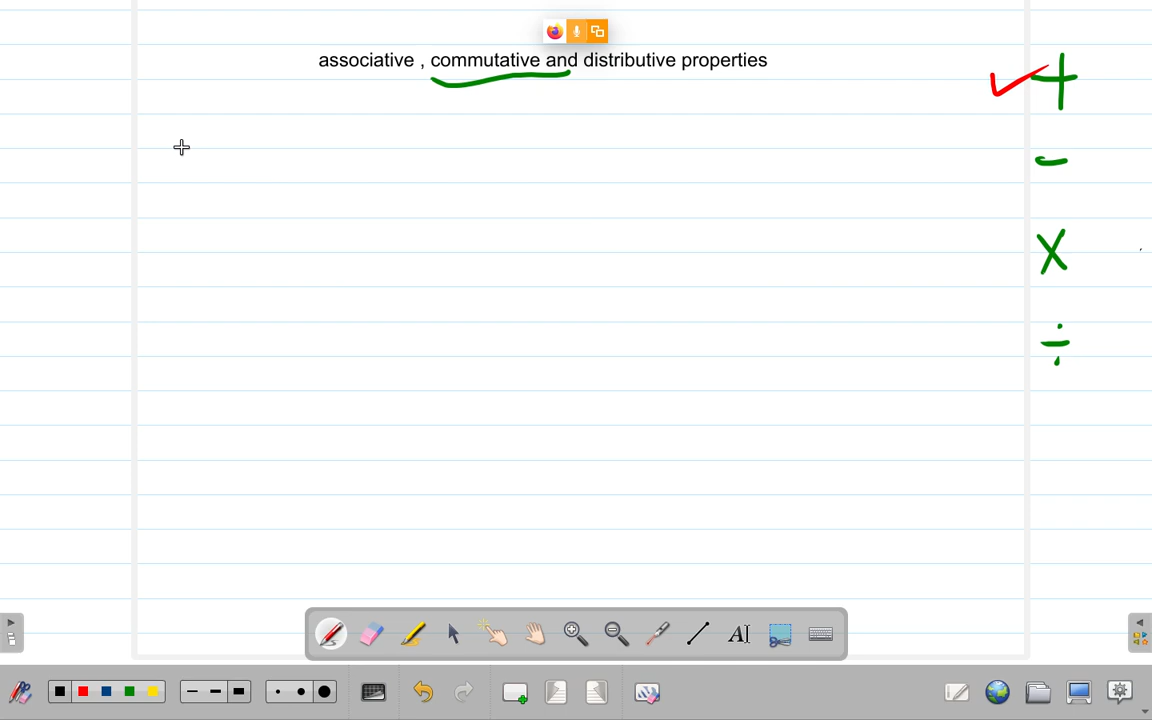 associative , commutative and distributive properties
+
-
x
÷